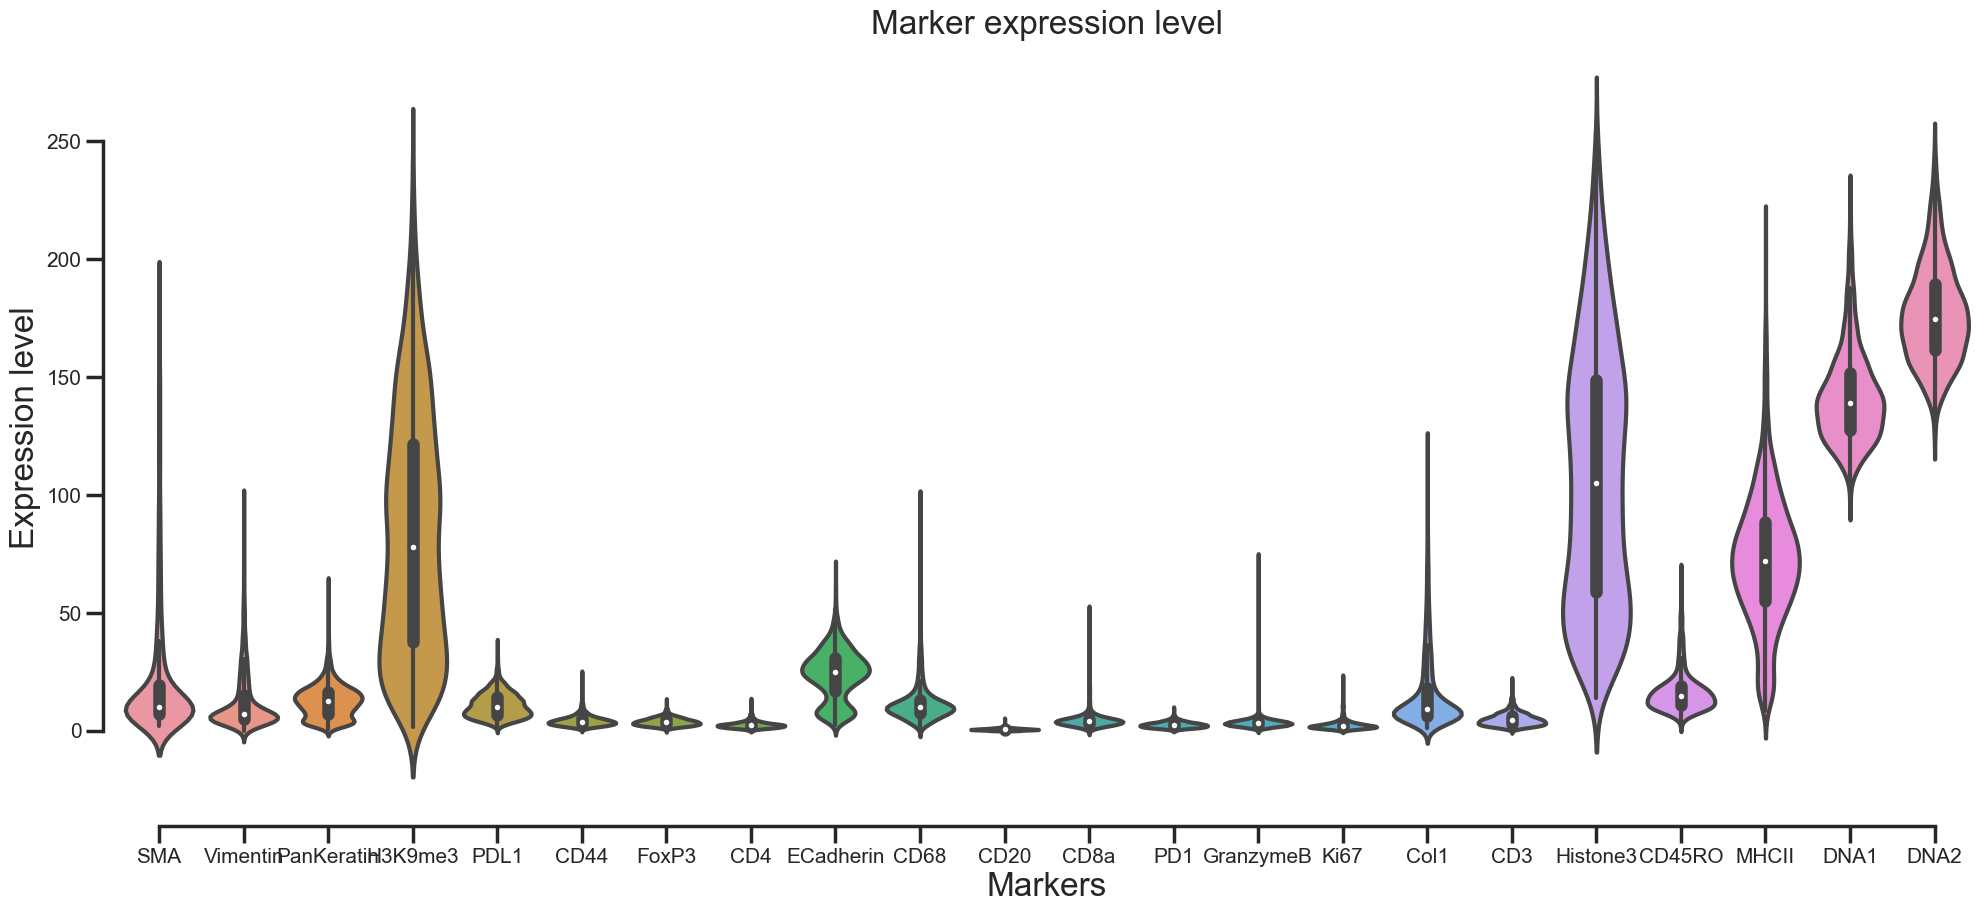 Marker expression level
Expression level
250
200
150
100
50
0
SMA Vimentin PanKeratin H3K9me3 PDL1 CD44 FoxP3 CD4 ECadherin CD68 CD20 CD8a PD1 GranzymeB Ki67 Col1 CD3 Histone3 CD45RO MHCII DNA1 DNA2
Markers